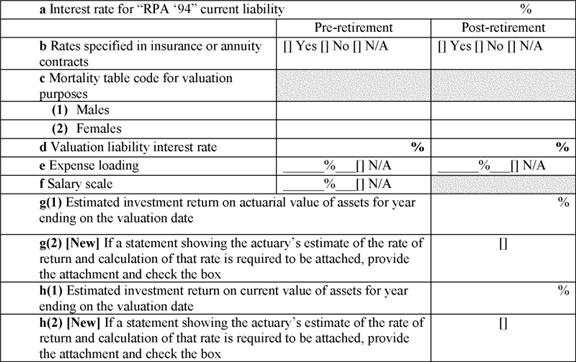 a Interest rate for “RPA ‘94” current liability %
Pre-retirement Post-retirement
b Rates specified in insurance or annuity [] Yes [] No [] N/A [] Yes [] No [] N/A
contracts
c Mortality table code for valuation
purposes
(1) Males
(2) Females
d Valuation liability interest rate % %
e Expense loading ______%___[] N/A ______%___[] N/A
f Salary scale ______%___[] N/A
g(1) Estimated investment return on actuarial value of assets for year %
ending on the valuation date
g(2) [New] If a statement showing the actuary’s estimate of the rate of []
return and calculation of that rate is required to be attached, provide
the attachment and check the box
h(1) Estimated investment return on current value of assets for year %
ending on the valuation date
h(2) [New] If a statement showing the actuary’s estimate of the rate of []
return and calculation of that rate is required to be attached, provide
the attachment and check the box